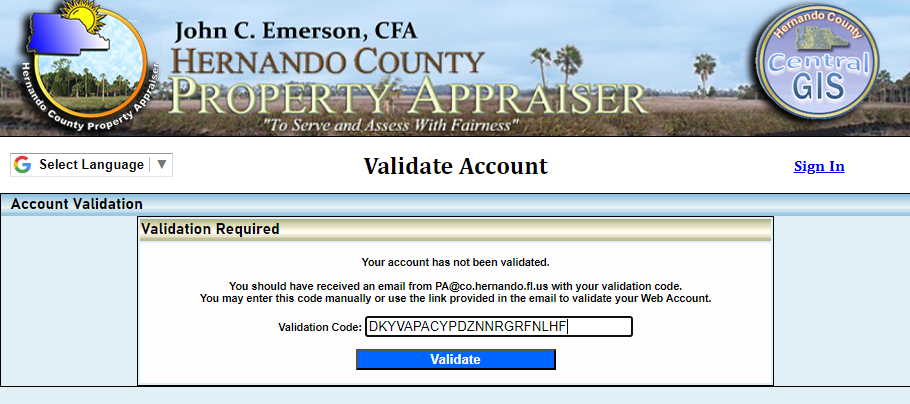 John C. Emerson, CFA
HERNANDO COUNTY
PROPERTY APPRAISER
"To Serve and Assess With Fairness"
Hernando County Property Appraiser
Hernando County
Central
GIS
Select Language ▼
Validate Account
Sign In
Account Validation
Validation Required
Your account has not been validated.
You should have received an email from PA@co.hernando.fl.us with your validation code.
You may enter this code manually or use the link provided in the email to validate your Web Account.
Validation Code: DKYVAPACYPDZNNRGRFNLHF
Validate